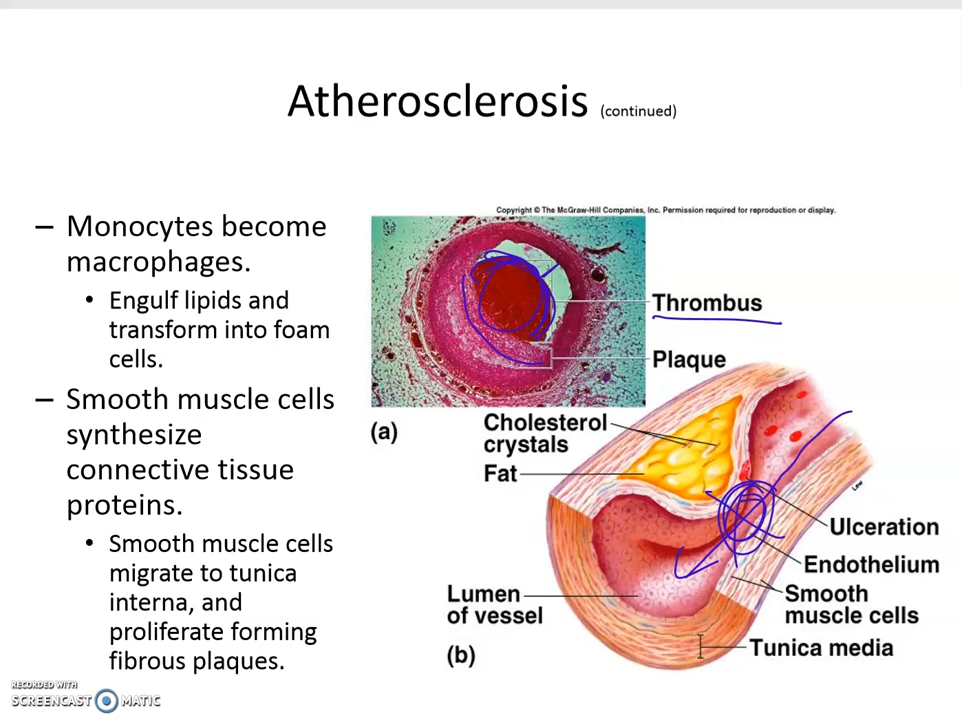 Atherosclerosis (continued)
– Monocytes become
macrophages.
• Engulf lipids and
transform into foam
cells.
– Smooth muscle cells
synthesize
connective tissue
proteins.
• Smooth muscle cells
migrate to tunica
interna, and
proliferate forming
fibrous plaques.
Copyright © The McGraw-Hill Companies, Inc. Permission required for reproduction or display.
Thrombus
Plaque
(a)
Cholesterol
crystals
Fat
Lew
Ulceration
Endothelium
Smooth
muscle cells
Tunica media
Lumen
of vessel
(b)
RECORDED WITH
SCREENCAST MATIC